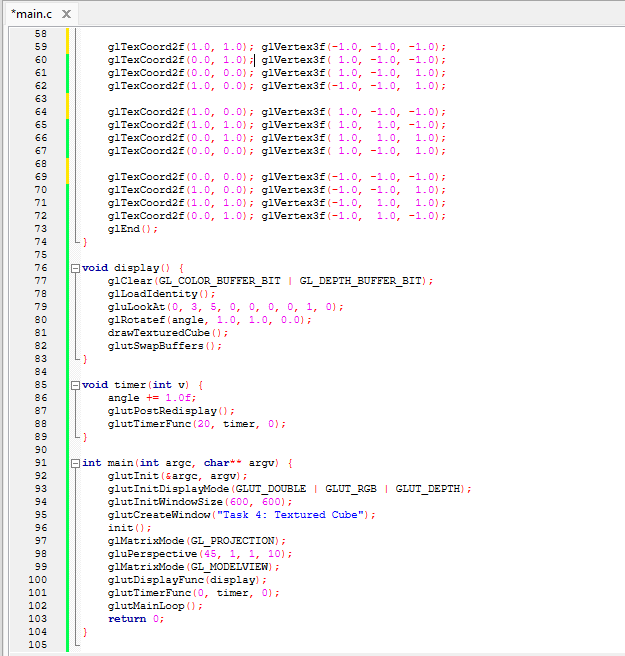 *main.c X
58
59 glTexCoord2f(1.0, 1.0); glVertex3f(-1.0, -1.0, -1.0);
60 glTexCoord2f(0.0, 1.0); glVertex3f( 1.0, -1.0, -1.0);
61 glTexCoord2f(0.0, 0.0); glVertex3f( 1.0, -1.0,  1.0);
62 glTexCoord2f(1.0, 0.0); glVertex3f(-1.0, -1.0,  1.0);
63
64 glTexCoord2f(1.0, 0.0); glVertex3f( 1.0, -1.0, -1.0);
65 glTexCoord2f(1.0, 1.0); glVertex3f( 1.0,  1.0, -1.0);
66 glTexCoord2f(0.0, 1.0); glVertex3f( 1.0,  1.0,  1.0);
67 glTexCoord2f(0.0, 0.0); glVertex3f( 1.0, -1.0,  1.0);
68
69 glTexCoord2f(0.0, 0.0); glVertex3f(-1.0, -1.0, -1.0);
70 glTexCoord2f(1.0, 0.0); glVertex3f(-1.0, -1.0,  1.0);
71 glTexCoord2f(1.0, 1.0); glVertex3f(-1.0,  1.0,  1.0);
72 glTexCoord2f(0.0, 1.0); glVertex3f(-1.0,  1.0, -1.0);
73 glEnd();
74 }
75
76 void display() {
77 glClear(GL_COLOR_BUFFER_BIT | GL_DEPTH_BUFFER_BIT);
78 glLoadIdentity();
79 gluLookAt(0, 3, 5, 0, 0, 0, 0, 1, 0);
80 glRotatef(angle, 1.0, 1.0, 0.0);
81 drawTexturedCube();
82 glutSwapBuffers();
83 }
84
85 void timer(int v) {
86 angle += 1.0f;
87 glutPostRedisplay();
88 glutTimerFunc(20, timer, 0);
89 }
90
91 int main(int argc, char** argv) {
92 glutInit(&argc, argv);
93 glutInitDisplayMode(GLUT_DOUBLE | GLUT_RGB | GLUT_DEPTH);
94 glutInitWindowSize(600, 600);
95 glutCreateWindow("Task 4: Textured Cube");
96 init();
97 glMatrixMode(GL_PROJECTION);
98 gluPerspective(45, 1, 1, 10);
99 glMatrixMode(GL_MODELVIEW);
100 glutDisplayFunc(display);
101 glutTimerFunc(0, timer, 0);
102 glutMainLoop();
103 return 0;
104 }
105